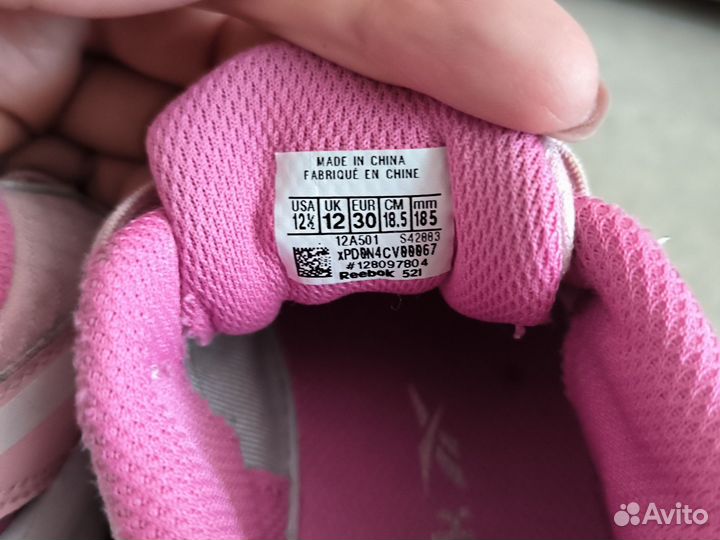 MADE IN CHINA
FABRIQUÉ EN CHINE
USA UK EUR CM mm
12½ 12 30 18.5 185
12A501 S42883
xPD0N4CV00067
#128097804
Reebok 521
Avito